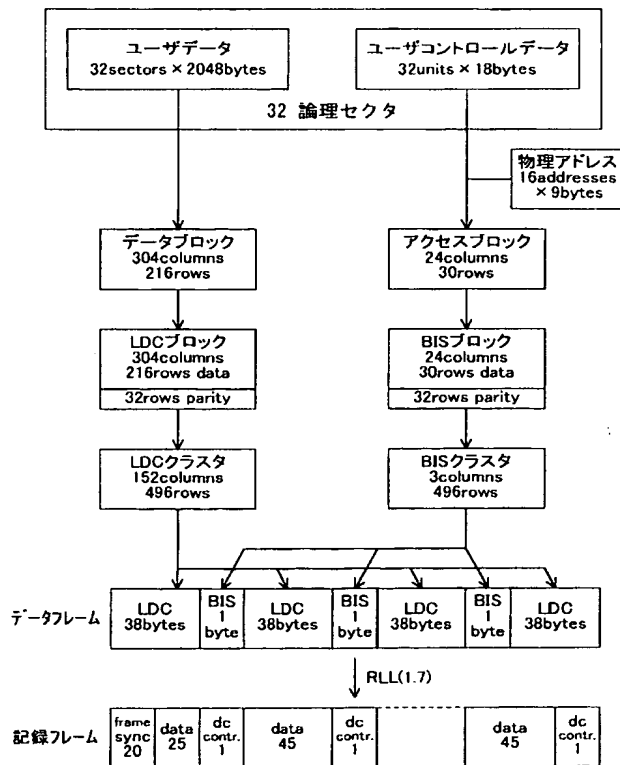 ユーザデータ
32sectors × 2048bytes
ユーザコントロールデータ
32units × 18bytes
32 論理セクタ
物理アドレス
16addresses
× 9bytes
データブロック
304columns
216rows
アクセスブロック
24columns
30rows
LDCブロック
304columns
216rows data
32rows parity
BISブロック
24columns
30rows data
32rows parity
LDCクラスタ
152columns
496rows
BISクラスタ
3columns
496rows
データフレーム
LDC
38bytes
BIS
1
byte
LDC
38bytes
BIS
1
byte
LDC
38bytes
BIS
1
byte
LDC
38bytes
RLL(1.7)
記録フレーム
frame
sync
20
data
25
dc
contr.
1
data
45
dc
contr.
1
data
45
dc
contr.
1